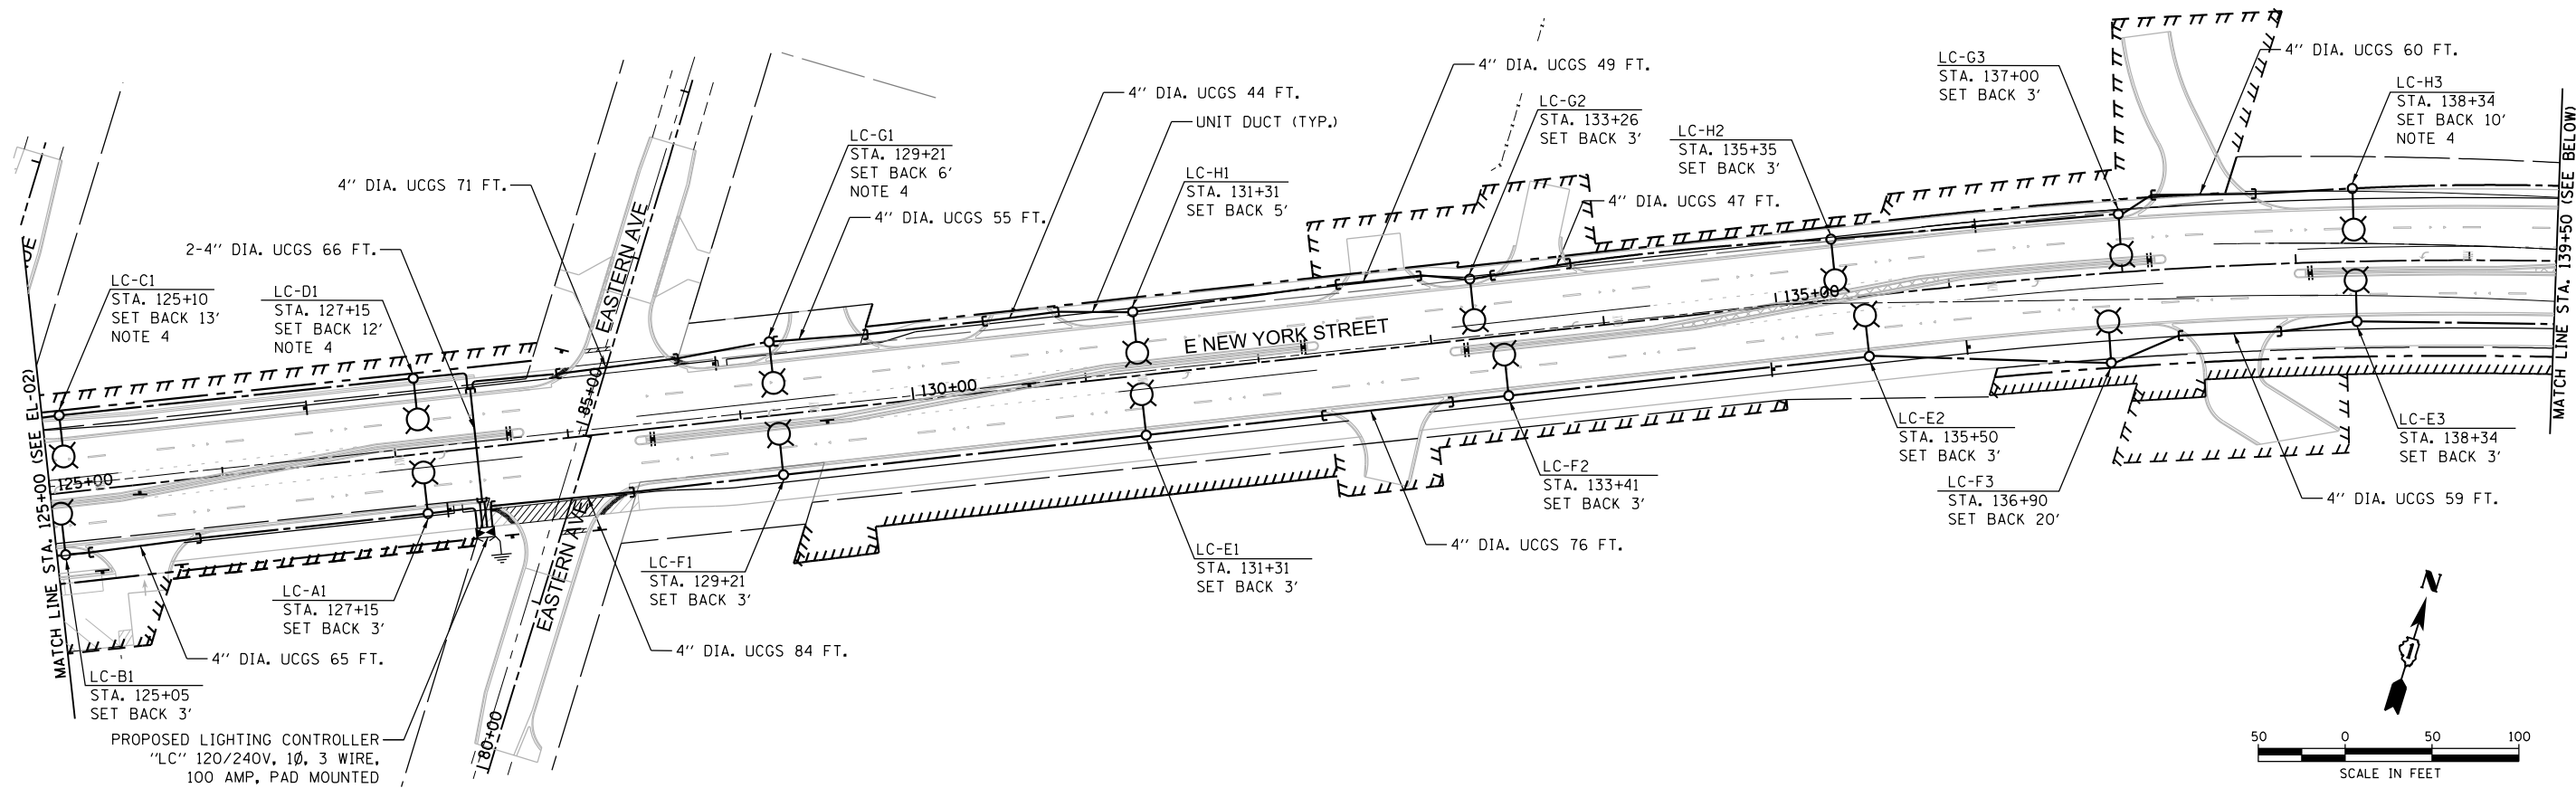 4" DIA. UCGS 71 FT.
2-4" DIA. UCGS 66 FT.
LC-C1
STA. 125+10
SET BACK 13'
NOTE 4
LC-D1
STA. 127+15
SET BACK 12'
NOTE 4
EASTERN AVE
85+00
LC-G1
STA. 129+21
SET BACK 6'
NOTE 4
4" DIA. UCGS 55 FT.
4" DIA. UCGS 44 FT.
UNIT DUCT (TYP.)
LC-H1
STA. 131+31
SET BACK 5'
4" DIA. UCGS 49 FT.
LC-G2
STA. 133+26
SET BACK 3'
4" DIA. UCGS 47 FT.
LC-H2
STA. 135+35
SET BACK 3'
LC-G3
STA. 137+00
SET BACK 3'
4" DIA. UCGS 60 FT.
LC-H3
STA. 138+34
SET BACK 10'
NOTE 4
MATCH LINE STA. 139+50 (SEE BELOW)
MATCH LINE STA. 125+00 (SEE EL-02)
125+00
130+00
E NEW YORK STREET
135+00
LC-B1
STA. 125+05
SET BACK 3'
4" DIA. UCGS 65 FT.
LC-A1
STA. 127+15
SET BACK 3'
PROPOSED LIGHTING CONTROLLER
"LC" 120/240V, 1Ø, 3 WIRE,
100 AMP, PAD MOUNTED
EASTERN AVE
80+00
LC-F1
STA. 129+21
SET BACK 3'
4" DIA. UCGS 84 FT.
LC-E1
STA. 131+31
SET BACK 3'
4" DIA. UCGS 76 FT.
LC-F2
STA. 133+41
SET BACK 3'
LC-E2
STA. 135+50
SET BACK 3'
LC-F3
STA. 136+90
SET BACK 20'
4" DIA. UCGS 59 FT.
LC-E3
STA. 138+34
SET BACK 3'
N
50 0 50 100
SCALE IN FEET